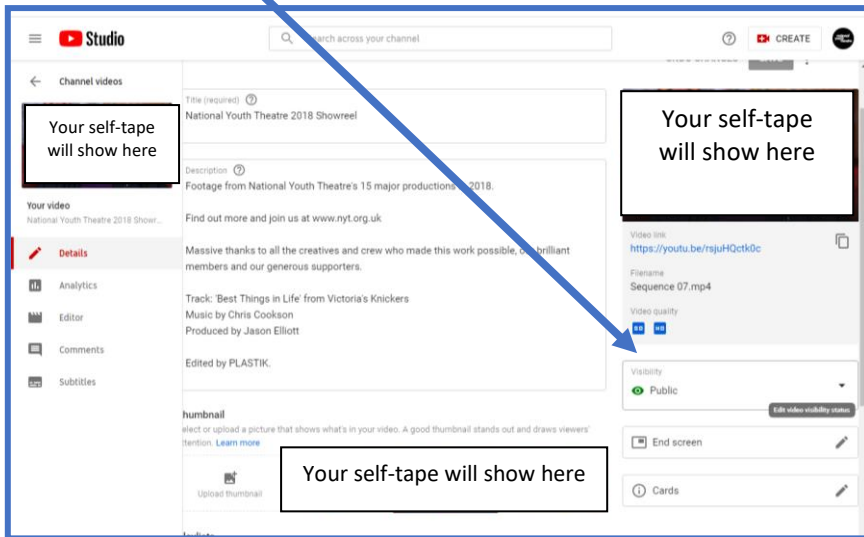 Studio
Search across your channel
CREATE
Channel videos
Your self-tape
will show here
Your video
National Youth Theatre 2018 Showr...
Details
Analytics
Editor
Comments
Subtitles
Title (required)
National Youth Theatre 2018 Showreel
Description
Footage from National Youth Theatre's 15 major productions 2018.
Find out more and join us at www.nyt.org.uk
Massive thanks to all the creatives and crew who made this work possible, our brilliant
members and our generous supporters.
Track: 'Best Things in Life' from Victoria's Knickers
Music by Chris Cookson
Produced by Jason Elliott
Edited by PLASTIK.
humbnail
elect or upload a picture that shows what's in your video. A good thumbnail stands out and draws viewers'
ttention. Learn more
Upload thumbnail
Your self-tape will show here
Your self-tape
will show here
Video link
https://youtu.be/rsjuHQctk0c
Filename
Sequence 07.mp4
Video quality
SD HD
Visibility
Public
Edit video visibility status
End screen
Cards